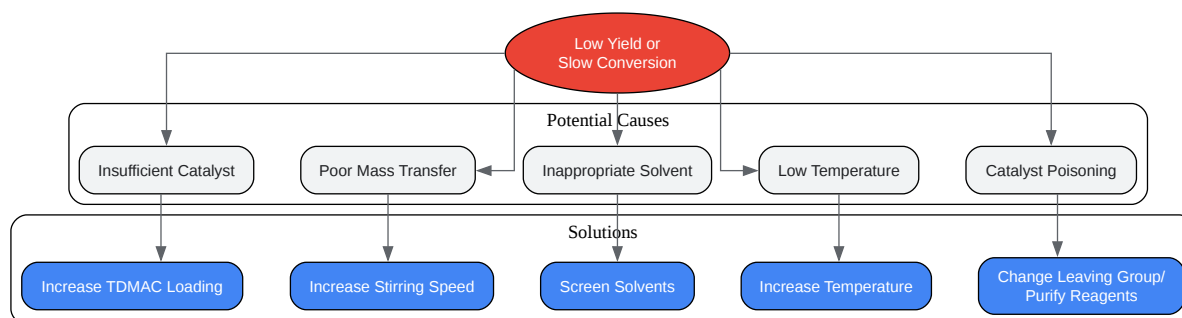 Low Yield or
Slow Conversion
Potential Causes
Insufficient Catalyst
Poor Mass Transfer
Inappropriate Solvent
Low Temperature
Catalyst Poisoning
Solutions
Increase TDMAC Loading
Increase Stirring Speed
Screen Solvents
Increase Temperature
Change Leaving Group/
Purify Reagents